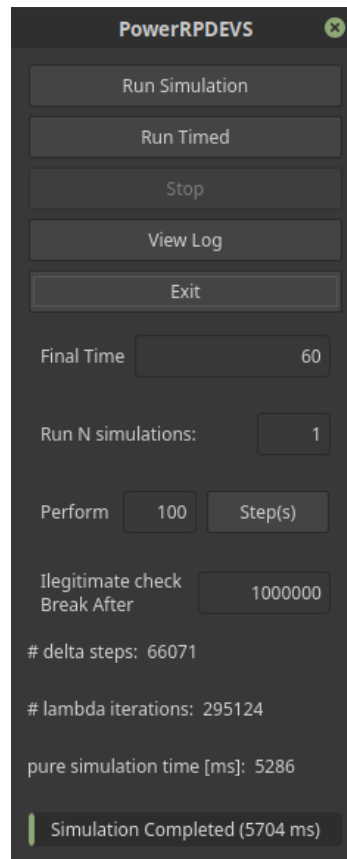 PowerRPDEVS
Run Simulation
Run Timed
Stop
View Log
Exit
Final Time 60
Run N simulations: 1
Perform 100 Step(s)
Ilegitimate check
Break After 1000000
# delta steps: 66071
# lambda iterations: 295124
pure simulation time [ms]: 5286
Simulation Completed (5704 ms)